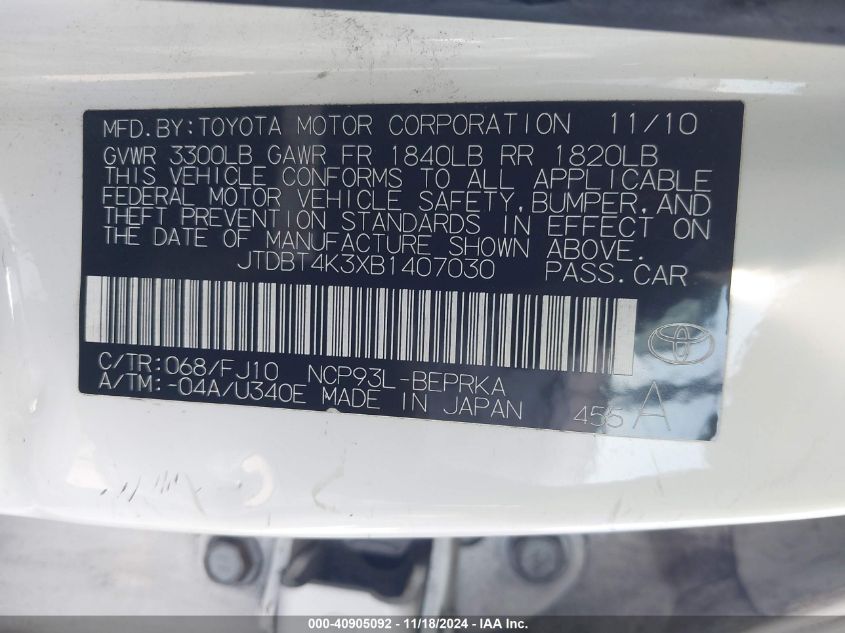 MFD.BY:TOYOTA MOTOR CORPORATION 11/10
GVWR 3300LB GAWR FR 1840LB RR 1820LB
THIS VEHICLE CONFORMS TO ALL APPLICABLE
FEDERAL MOTOR VEHICLE SAFETY,BUMPER,AND
THEFT PREVENTION STANDARDS IN EFFECT ON
THE DATE OF MANUFACTURE SHOWN ABOVE.
JTDBT4K3XB1407030 PASS.CAR
C/TR:068/FJ10 NCP93L-BEPRKA
A/TM:-04A/U340E MADE IN JAPAN 455 A
000-40905092 - 11/18/2024 - IAA, Inc.